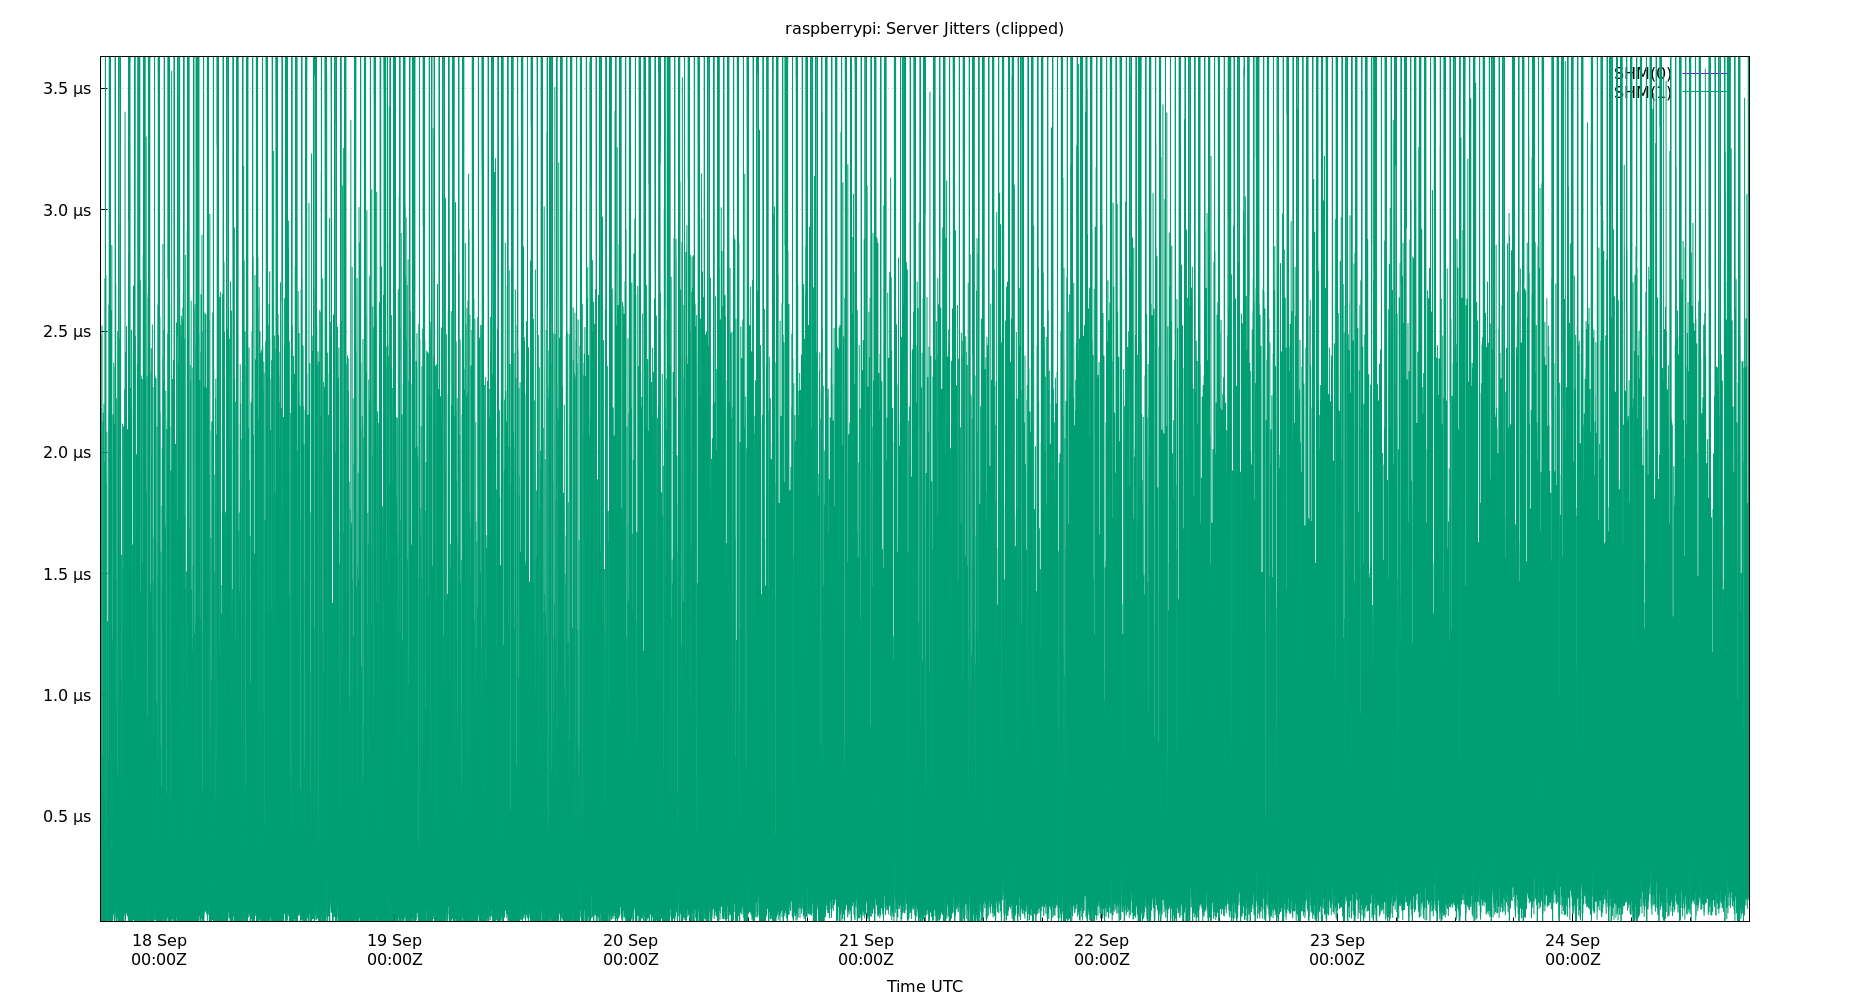 raspberrypi: Server Jitters (clipped)
3.5 μs
3.0 μs
2.5 μs
2.0 μs
1.5 μs
1.0 μs
0.5 μs
SHM(0)
SHM(1)
18 Sep
00:00Z
19 Sep
00:00Z
20 Sep
00:00Z
21 Sep
00:00Z
22 Sep
00:00Z
23 Sep
00:00Z
24 Sep
00:00Z
Time UTC